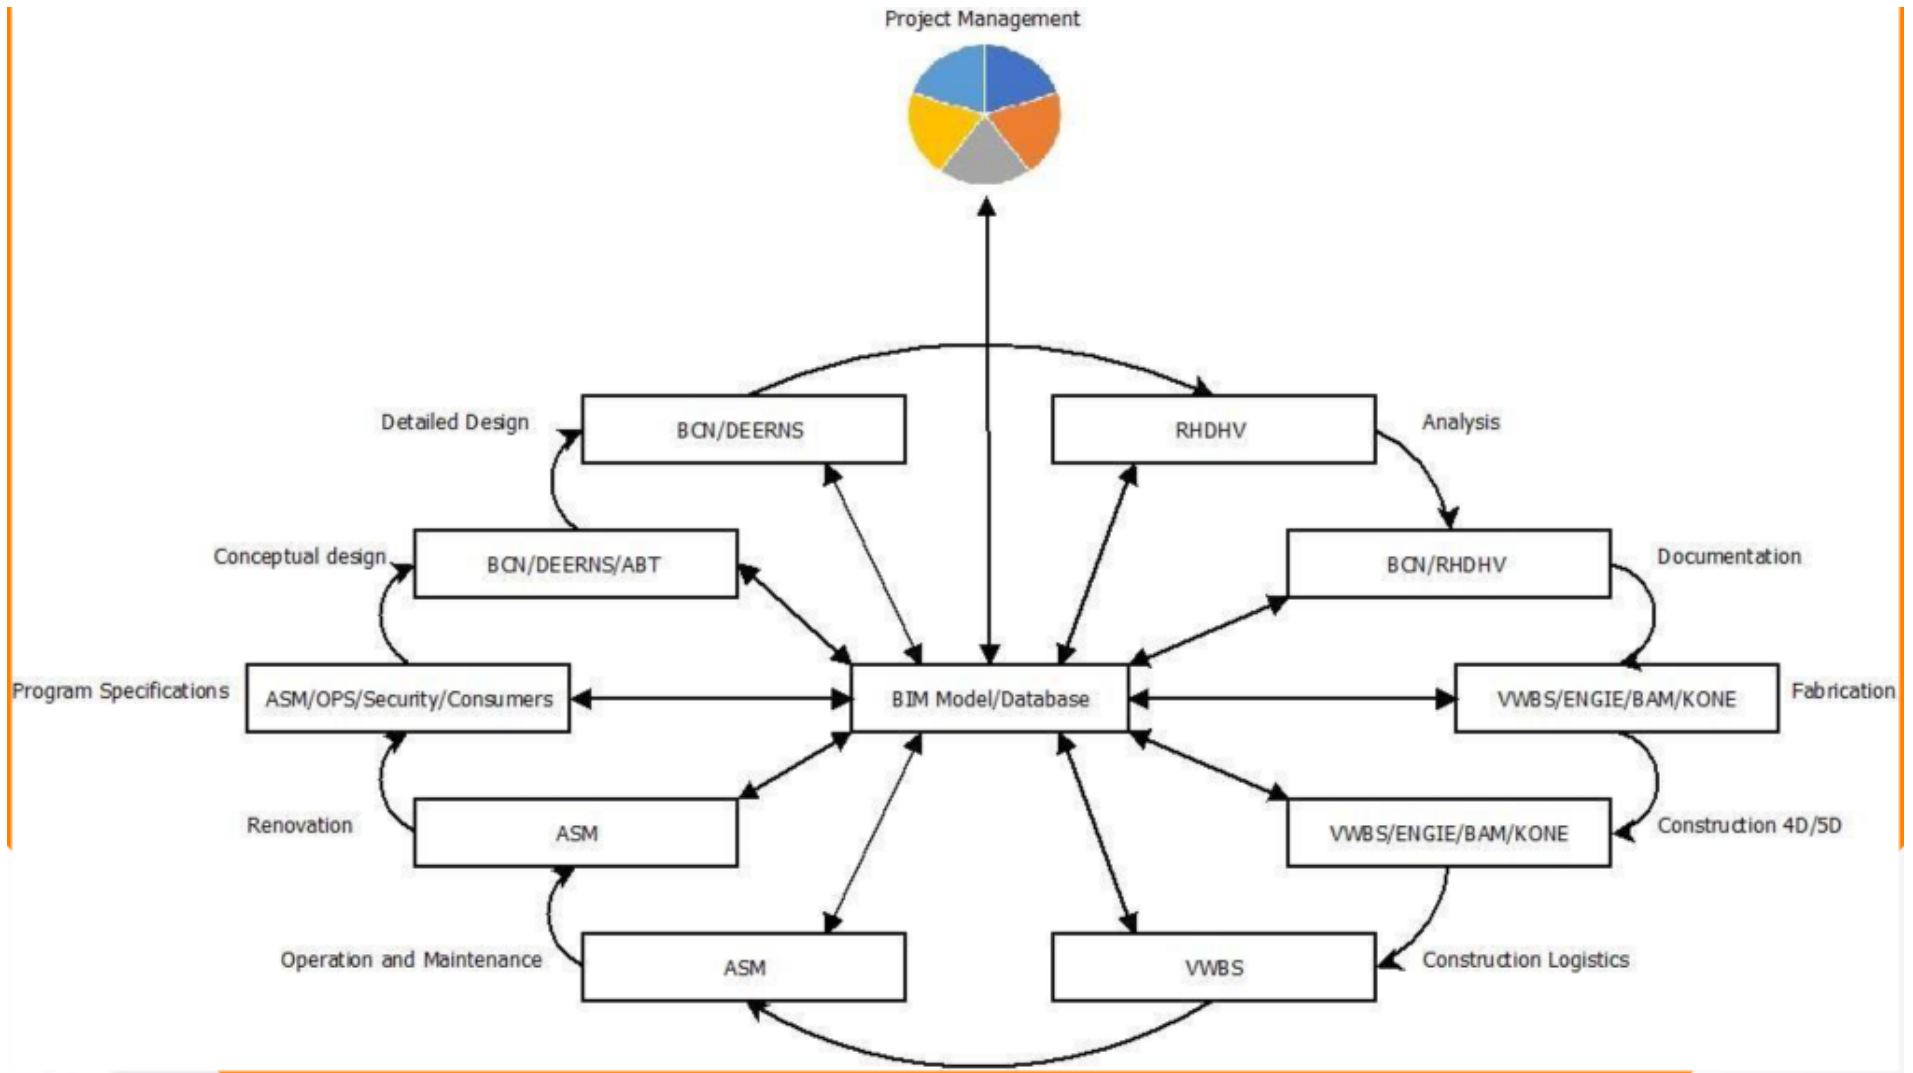 Project Management
Detailed Design
BCN/DEERNS
RHDHV
Analysis
Conceptual design
BCN/DEERNS/ABT
BCN/RHDHV
Documentation
Program Specifications
ASM/OPS/Security/Consumers
BIM Model/Database
VWBS/ENGIE/BAM/KONE
Fabrication
Renovation
ASM
VWBS/ENGIE/BAM/KONE
Construction 4D/5D
Operation and Maintenance
ASM
VWBS
Construction Logistics